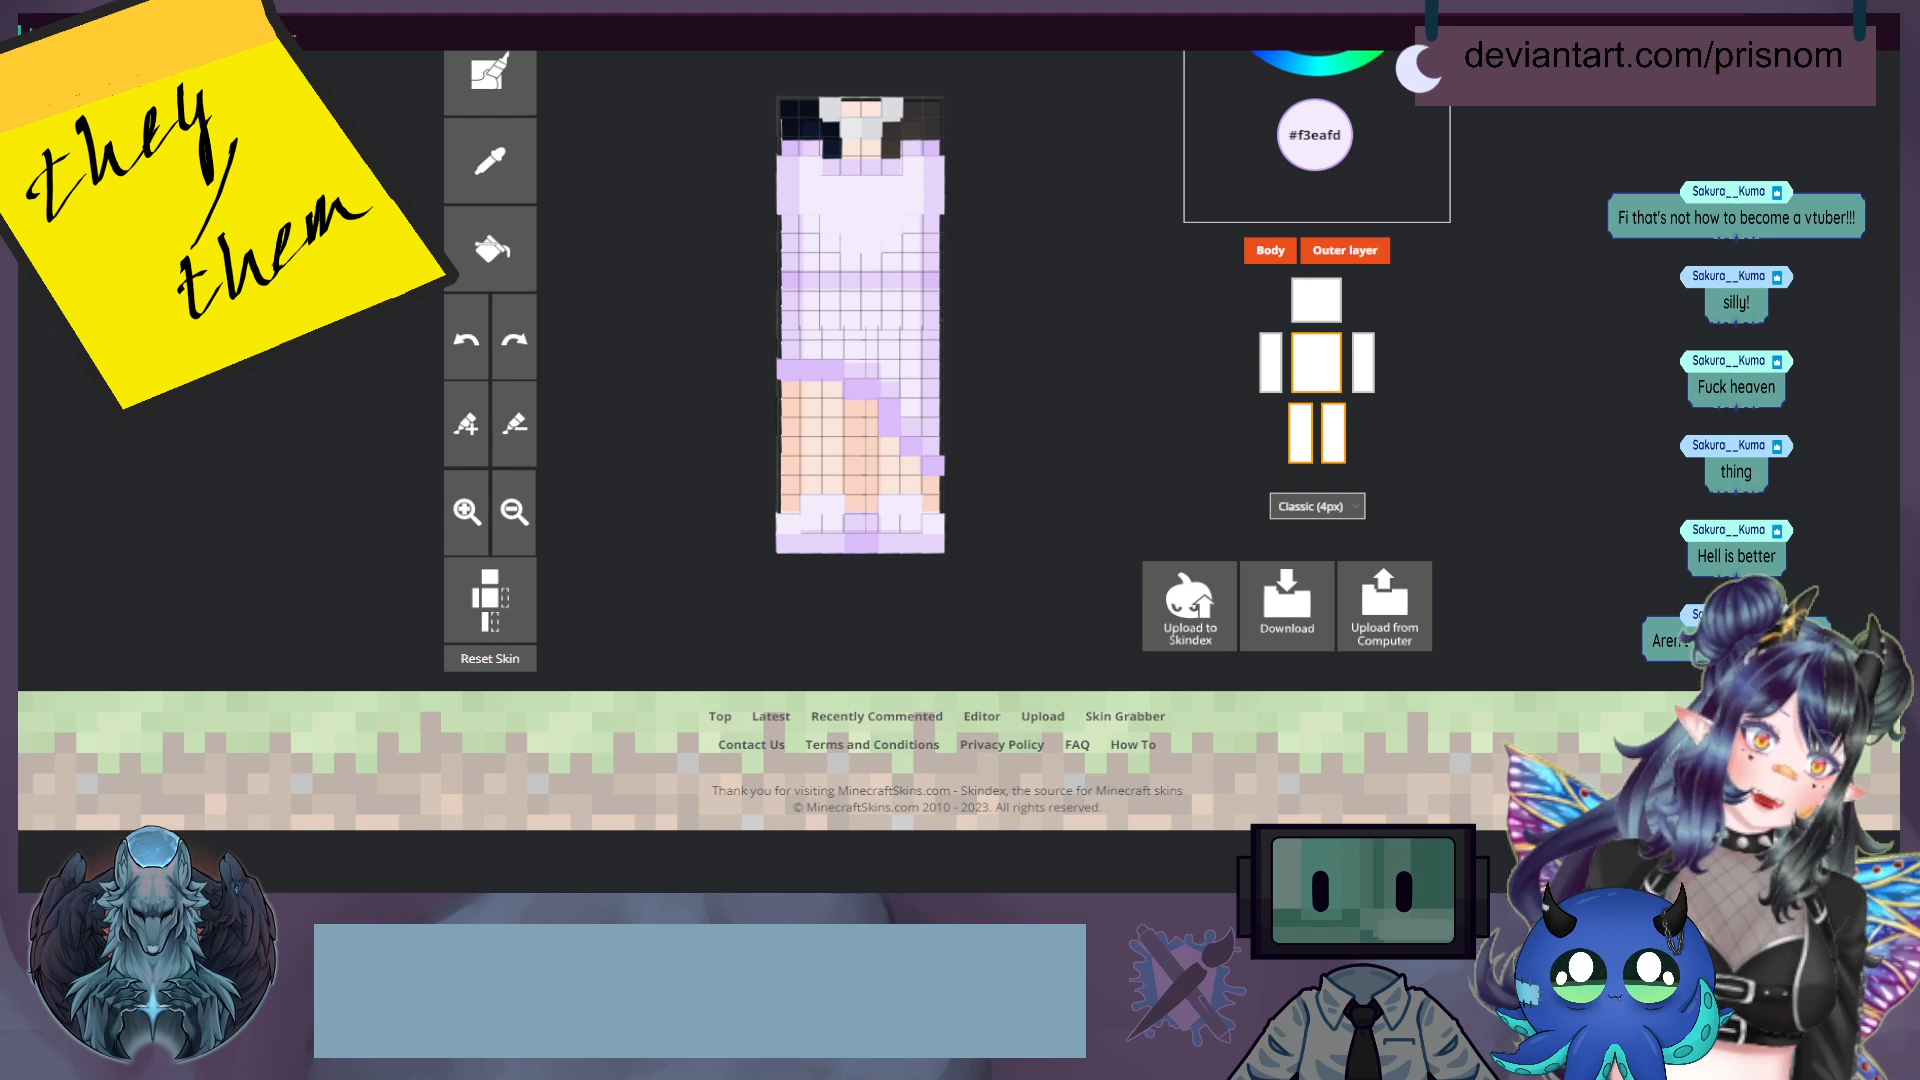 they/
them
deviantart.com/prisnom
#f3eafd
Body Outer layer
Classic (4px)
Upload to
Skindex
Download
Upload from
Computer
Reset Skin
Sakura__Kuma
Fi that's not how to become a vtuber!!!
Sakura__Kuma
silly!
Sakura__Kuma
Fuck heaven
Sakura__Kuma
thing
Sakura__Kuma
Hell is better
Top Latest Recently Commented Editor Upload Skin Grabber
Contact Us Terms and Conditions Privacy Policy FAQ How To
Thank you for visiting MinecraftSkins.com - Skindex, the source for Minecraft skins
© MinecraftSkins.com 2010 - 2023. All rights reserved.